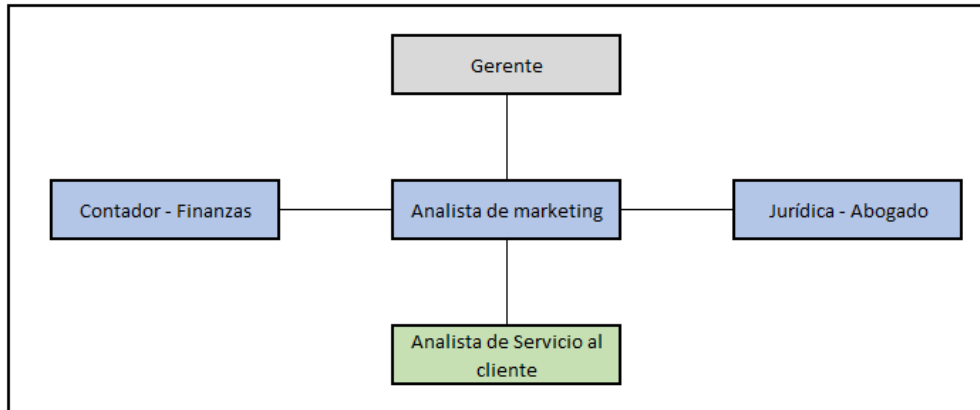 Gerente
Contador - Finanzas
Analista de marketing
Jurídica - Abogado
Analista de Servicio al
cliente